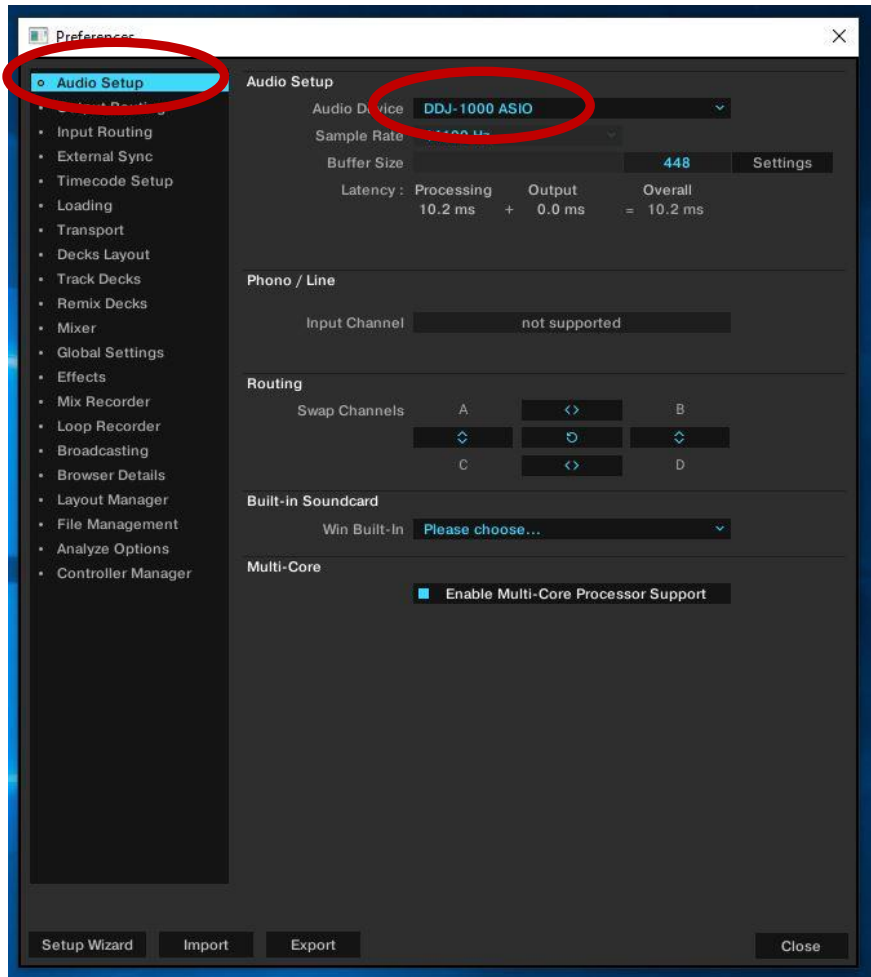 Preferences
Audio Setup
Input Routing
External Sync
Timecode Setup
Loading
Transport
Decks Layout
Track Decks
Remix Decks
Mixer
Global Settings
Effects
Mix Recorder
Loop Recorder
Broadcasting
Browser Details
Layout Manager
File Management
Analyze Options
Controller Manager
Audio Setup
Audio Device DDJ-1000 ASIO
Sample Rate Hz
Buffer Size 448 Settings
Latency : Processing Output Overall
10.2 ms + 0.0 ms = 10.2 ms
Phono / Line
Input Channel not supported
Routing
Swap Channels A <> B
C <> D
Built-in Soundcard
Win Built-In Please choose...
Multi-Core
Enable Multi-Core Processor Support
Setup Wizard Import Export Close